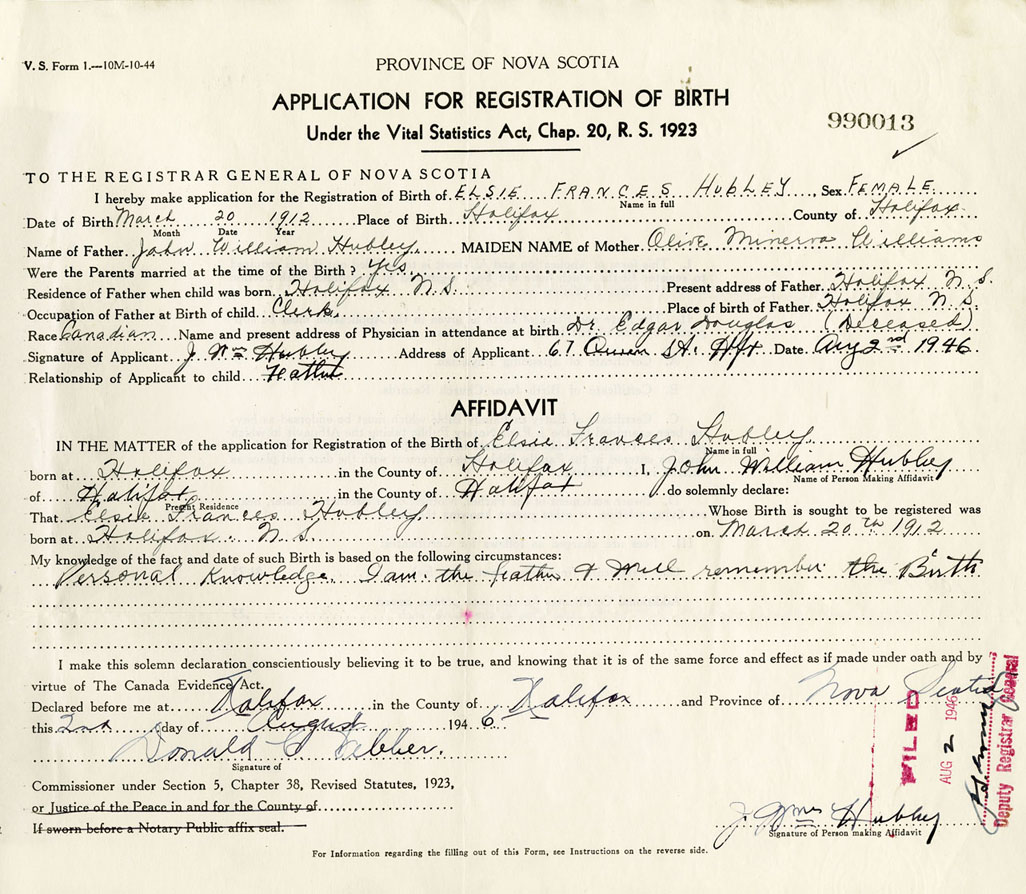 V. S. Form 1.—10M-10-44
PROVINCE OF NOVA SCOTIA
APPLICATION FOR REGISTRATION OF BIRTH
Under the Vital Statistics Act, Chap. 20, R. S. 1923
990013
TO THE REGISTRAR GENERAL OF NOVA SCOTIA
I hereby make application for the Registration of Birth of ELSIE FRANCES HUBLEY Sex FEMALE
Name in full
Date of Birth March 20 1912 Place of Birth Halifax County of Halifax
Month Date Year
Name of Father John William Hubley MAIDEN NAME of Mother Olive Minerva Williams
Were the Parents married at the time of the Birth? Yes
Residence of Father when child was born Halifax N.S. Present address of Father Halifax N.S.
Occupation of Father at Birth of child Clerk Place of birth of Father Halifax N.S.
Race Canadian Name and present address of Physician in attendance at birth Dr. Edgar Douglas (Deceased)
Signature of Applicant J. Wm Hubley Address of Applicant 67 Queen St. Hfx Date Aug 2nd 1946
Relationship of Applicant to child Father
AFFIDAVIT
IN THE MATTER of the application for Registration of the Birth of Elsie Frances Hubley
Name in full
born at Halifax in the County of Halifax I, John William Hubley
Name of Person Making Affidavit
of Halifax in the County of Halifax do solemnly declare:
Present Residence
That Elsie Frances Hubley Whose Birth is sought to be registered was
born at Halifax. N.S. on March 20th 1912
My knowledge of the fact and date of such Birth is based on the following circumstances:
Personal Knowledge. I am the father & well remember the Birth
I make this solemn declaration conscientiously believing it to be true, and knowing that it is of the same force and effect as if made under oath and by
virtue of The Canada Evidence Act.
Declared before me at Halifax in the County of Halifax and Province of Nova Scotia
this 2nd day of August 1946.
Donald
Signature of
Commissioner under Section 5, Chapter 38, Revised Statutes, 1923,
or Justice of the Peace in and for the County of
If sworn before a Notary Public affix seal.
FILED
AUG 2 1946
Deputy Registrar General
J. Wms Hubley
Signature of Person making Affidavit
For Information regarding the filling out of this Form, see Instructions on the reverse side.